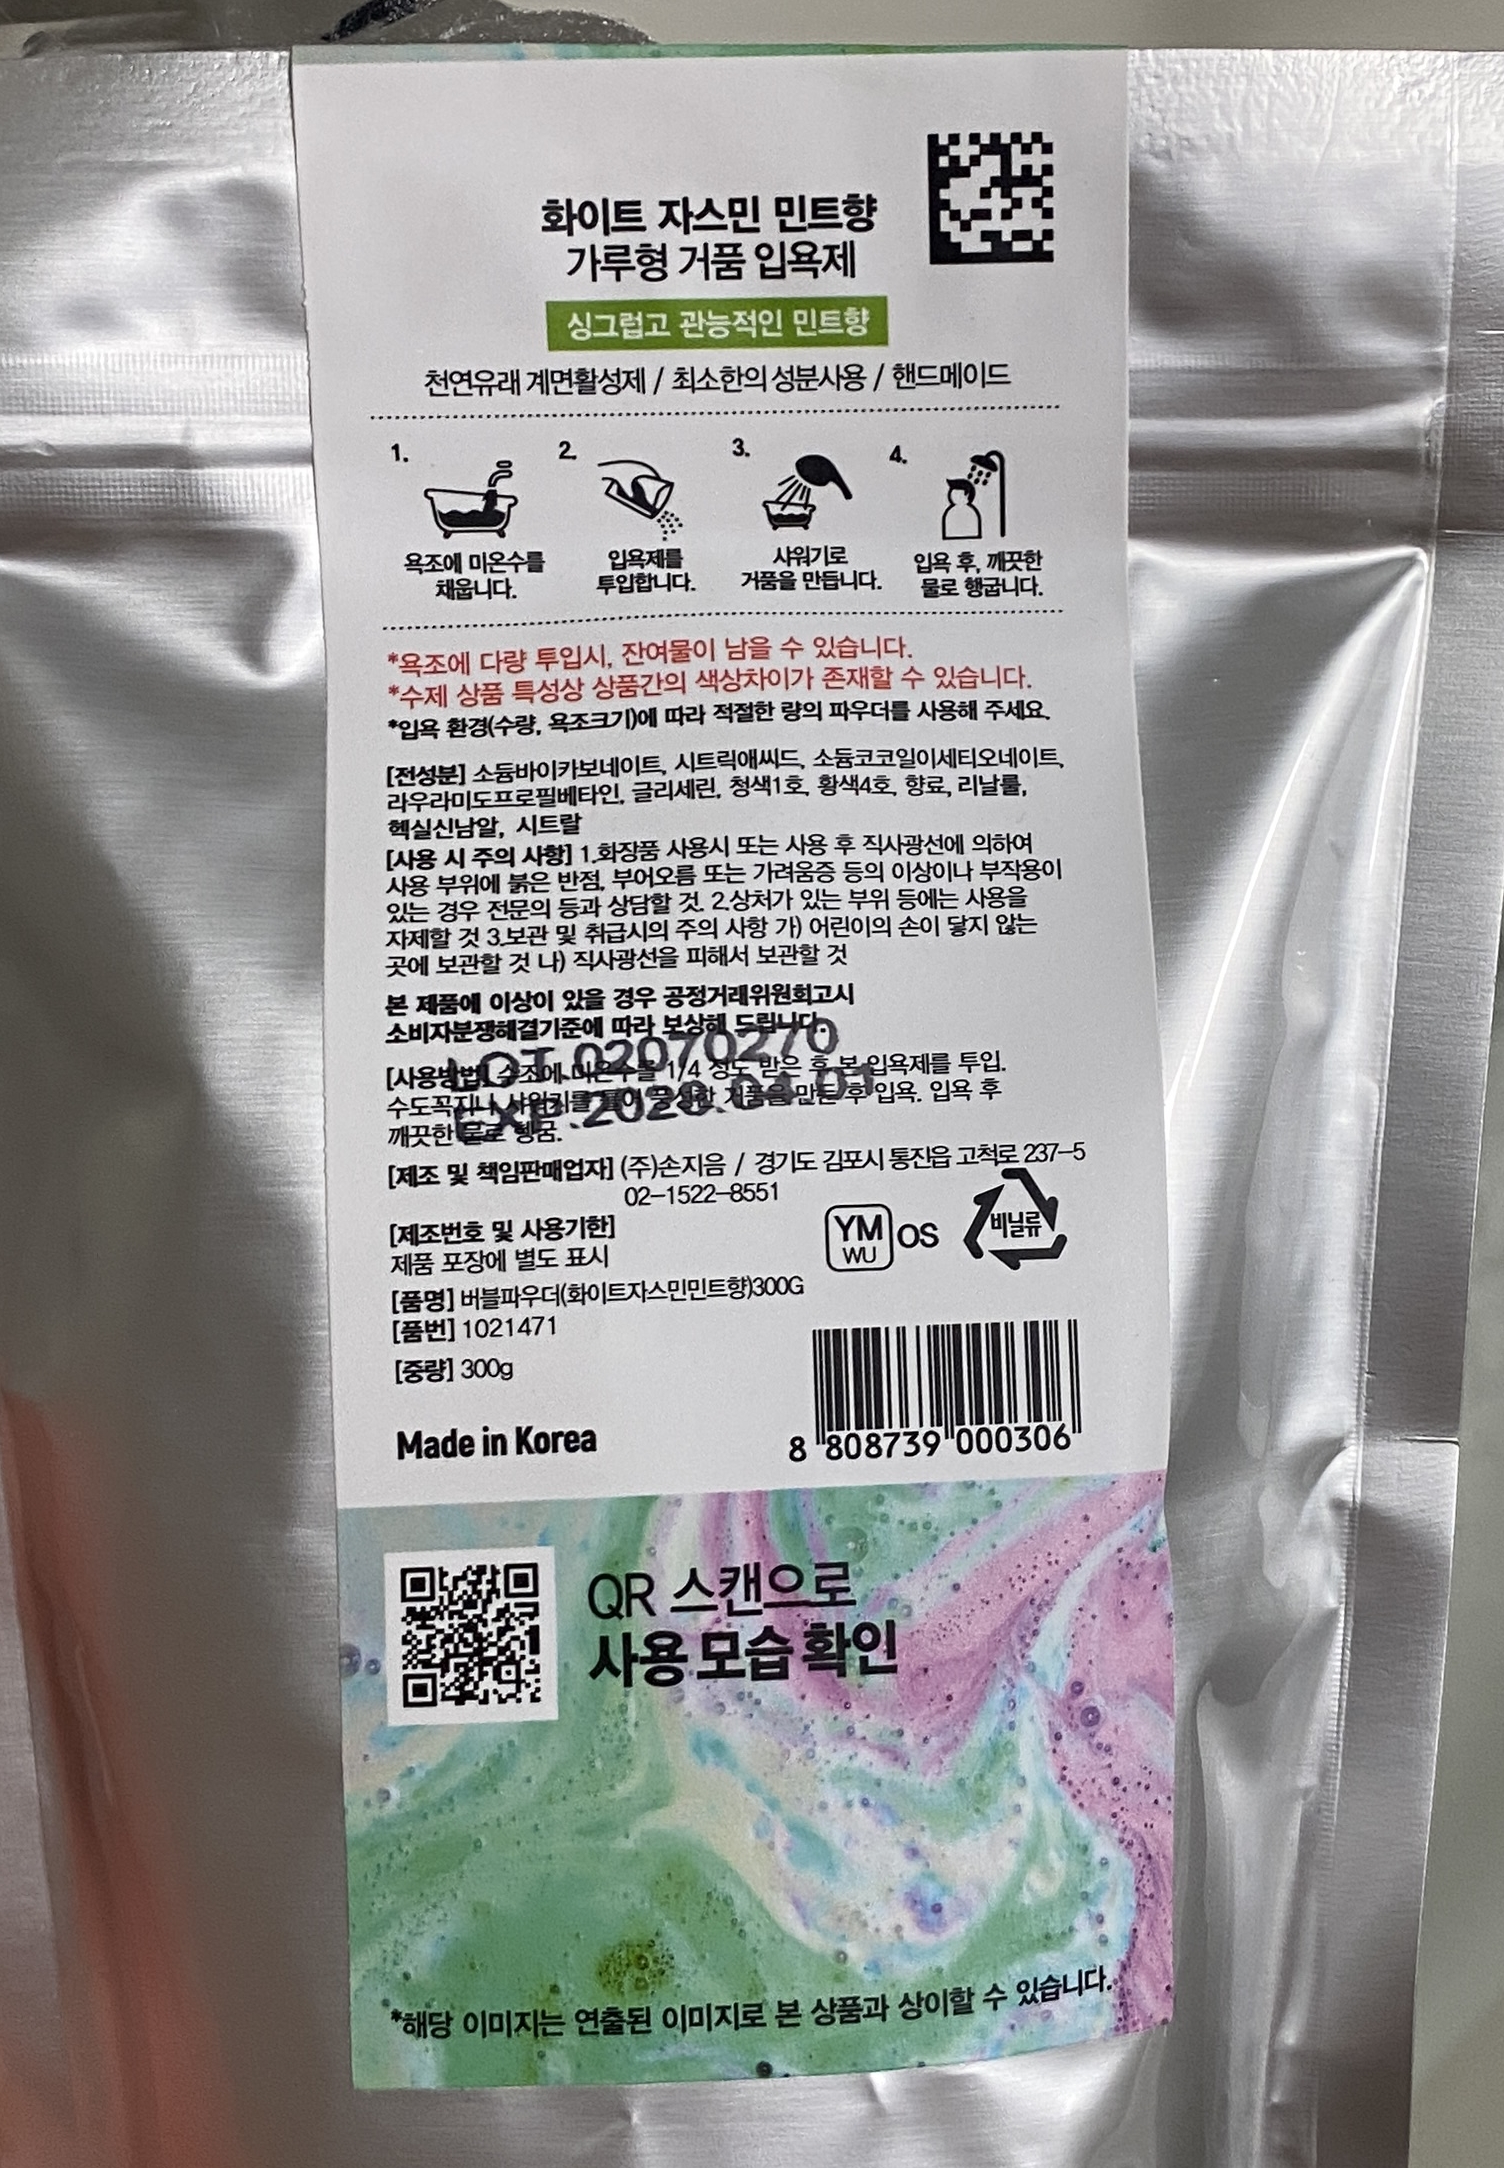 화이트 자스민 민트향
가루형 거품 입욕제
싱그럽고 관능적인 민트향
천연유래 계면활성제 / 최소한의 성분사용 / 핸드메이드
1.
욕조에 미온수를
채웁니다.
2.
입욕제를
투입합니다.
3.
샤워기로
거품을 만듭니다.
4.
입욕 후, 깨끗한
물로 행굽니다.
*욕조에 다량 투입시, 잔여물이 남을 수 있습니다.
*수제 상품 특성상 상품간의 색상차이가 존재할 수 있습니다.
*입욕 환경(수량, 욕조크기)에 따라 적절한 량의 파우더를 사용해 주세요.
[전성분] 소듐바이카보네이트, 시트릭애씨드, 소듐코코일이세티오네이트,
라우라미도프로필베타인, 글리세린, 청색1호, 황색4호, 향료, 리날룰,
헥실신남알, 시트랄
[사용 시 주의 사항] 1.화장품 사용시 또는 사용 후 직사광선에 의하여
사용 부위에 붉은 반점, 부어오름 또는 가려움증 등의 이상이나 부작용이
있는 경우 전문의 등과 상담할 것. 2.상처가 있는 부위 등에는 사용을
자제할 것 3.보관 및 취급시의 주의 사항 가) 어린이의 손이 닿지 않는
곳에 보관할 것 나) 직사광선을 피해서 보관할 것
본 제품에 이상이 있을 경우 공정거래위원회고시
소비자분쟁해결기준에 따라 보상해 드립니다.
LOT.02070270
[사용방법] 수조에 미온수를 1/4 정도 받은 후 본 입욕제를 투입.
EXP.2028.04.01
수도꼭지나 샤워기를 틀어 풍성한 거품을 만든 후 입욕. 입욕 후
깨끗한 물로 행굼.
[제조 및 책임판매업자] (주)손지음 / 경기도 김포시 통진읍 고척로 237-5
02-1522-8551
[제조번호 및 사용기한]
제품 포장에 별도 표시
YM
WU
OS
비닐류
[품명] 버블파우더(화이트자스민민트향)300G
[품번] 1021471
[중량] 300g
Made in Korea
8 808739 000306
QR 스캔으로
사용 모습 확인
*해당 이미지는 연출된 이미지로 본 상품과 상이할 수 있습니다.